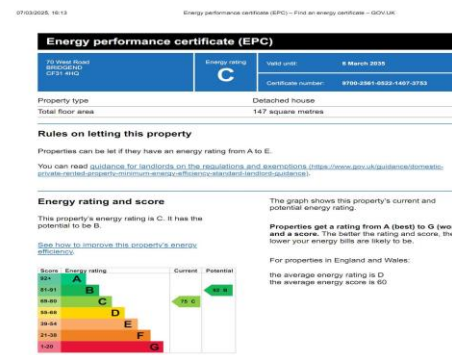 07/03/2025, 16:13 Energy performance certificate (EPC) – Find an energy certificate – GOV.UK
Energy performance certificate (EPC)
70 West Road
BRIDGEND
CF31 4HQ
Energy rating
C
Valid until: 6 March 2035
Certificate number: 9700-2361-0522-1407-3753
Property type Detached house
Total floor area 147 square metres
Rules on letting this property
Properties can be let if they have an energy rating from A to E.
You can read guidance for landlords on the regulations and exemptions (https://www.gov.uk/guidance/domestic-
private-rented-property-minimum-energy-efficiency-standard-landlord-guidance).
Energy rating and score
This property's energy rating is C. It has the
potential to be B.
See how to improve this property's energy
efficiency.
Score Energy rating Current Potential
92+ A
81-91 B
69-80 C 75 C
55-68 D
39-54 E
21-38 F
1-20 G
The graph shows this property's current and
potential energy rating.
Properties get a rating from A (best) to G (wo
and a score. The better the rating and score, the
lower your energy bills are likely to be.
For properties in England and Wales:
the average energy rating is D
the average energy score is 60